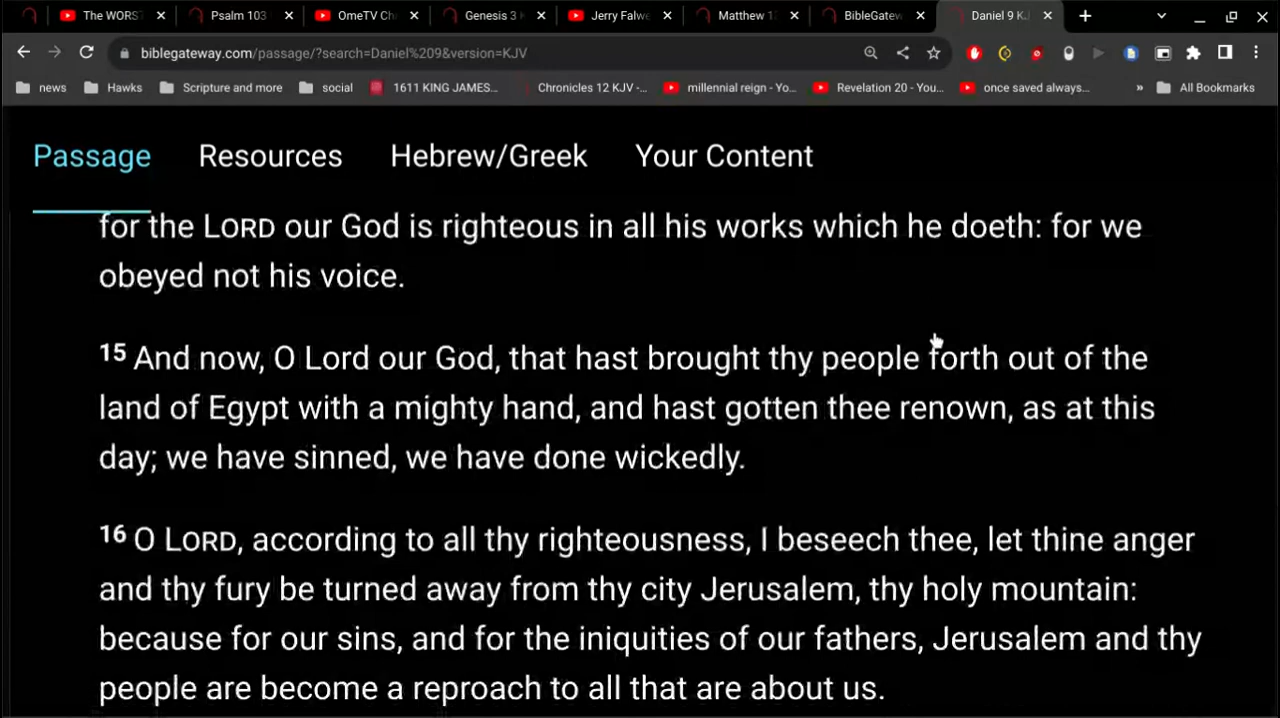 The WORS
Psalm 103
OmeTV Ch
Genesis 3 K
Jerry Falwe
Matthew 12
BibleGatew
Daniel 9 KJ
biblegateway.com/passage/?search=Daniel%209&version=KJV
news Hawks Scripture and more social 1611 KING JAMES... Chronicles 12 KJV -... millennial reign - Yo... Revelation 20 - You... once saved always... » All Bookmarks
Passage Resources Hebrew/Greek Your Content
for the LORD our God is righteous in all his works which he doeth: for we
obeyed not his voice.
15 And now, O Lord our God, that hast brought thy people forth out of the
land of Egypt with a mighty hand, and hast gotten thee renown, as at this
day; we have sinned, we have done wickedly.
16 O LORD, according to all thy righteousness, I beseech thee, let thine anger
and thy fury be turned away from thy city Jerusalem, thy holy mountain:
because for our sins, and for the iniquities of our fathers, Jerusalem and thy
people are become a reproach to all that are about us.